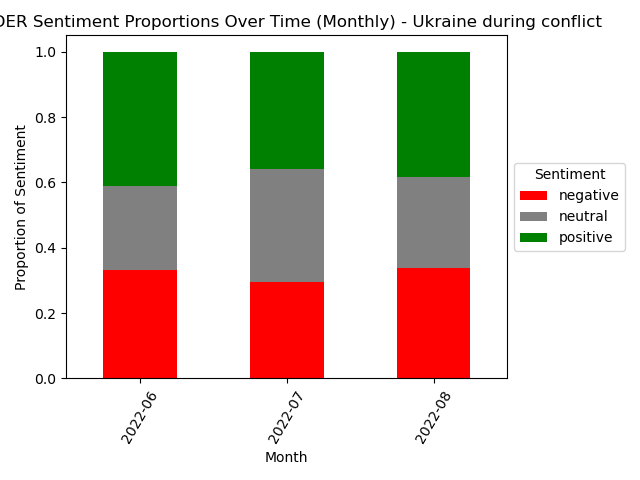 DER Sentiment Proportions Over Time (Monthly) - Ukraine during conflict
1.0
0.8
0.6
0.4
0.2
0.0
Proportion of Sentiment
2022-06
2022-07
2022-08
Month
Sentiment
negative
neutral
positive